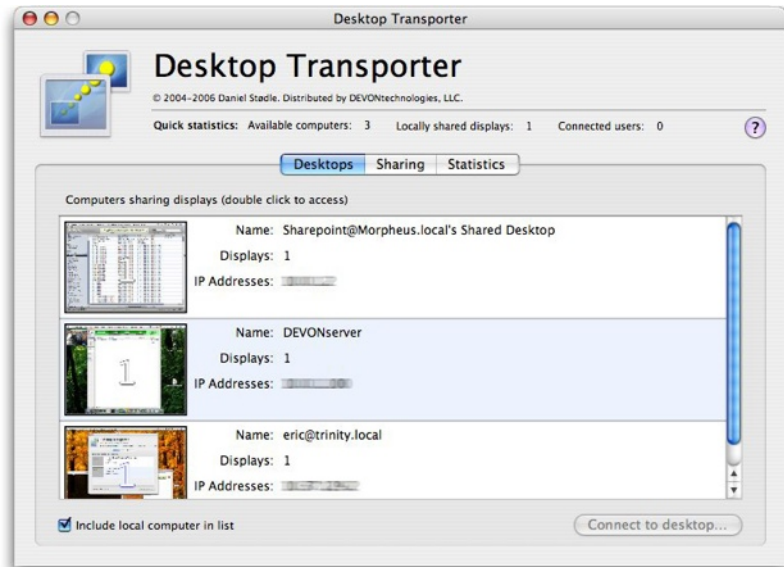 Desktop Transporter
Desktop Transporter
© 2004–2006 Daniel Stødle. Distributed by DEVONtechnologies, LLC.
Quick statistics: Available computers: 3 Locally shared displays: 1 Connected users: 0
?
Desktops Sharing Statistics
Computers sharing displays (double click to access)
Name: Sharepoint@Morpheus.local's Shared Desktop
Displays: 1
IP Addresses:
1
Name: DEVONserver
Displays: 1
IP Addresses:
1
Name: eric@trinity.local
Displays: 1
IP Addresses:
1
Include local computer in list
Connect to desktop...